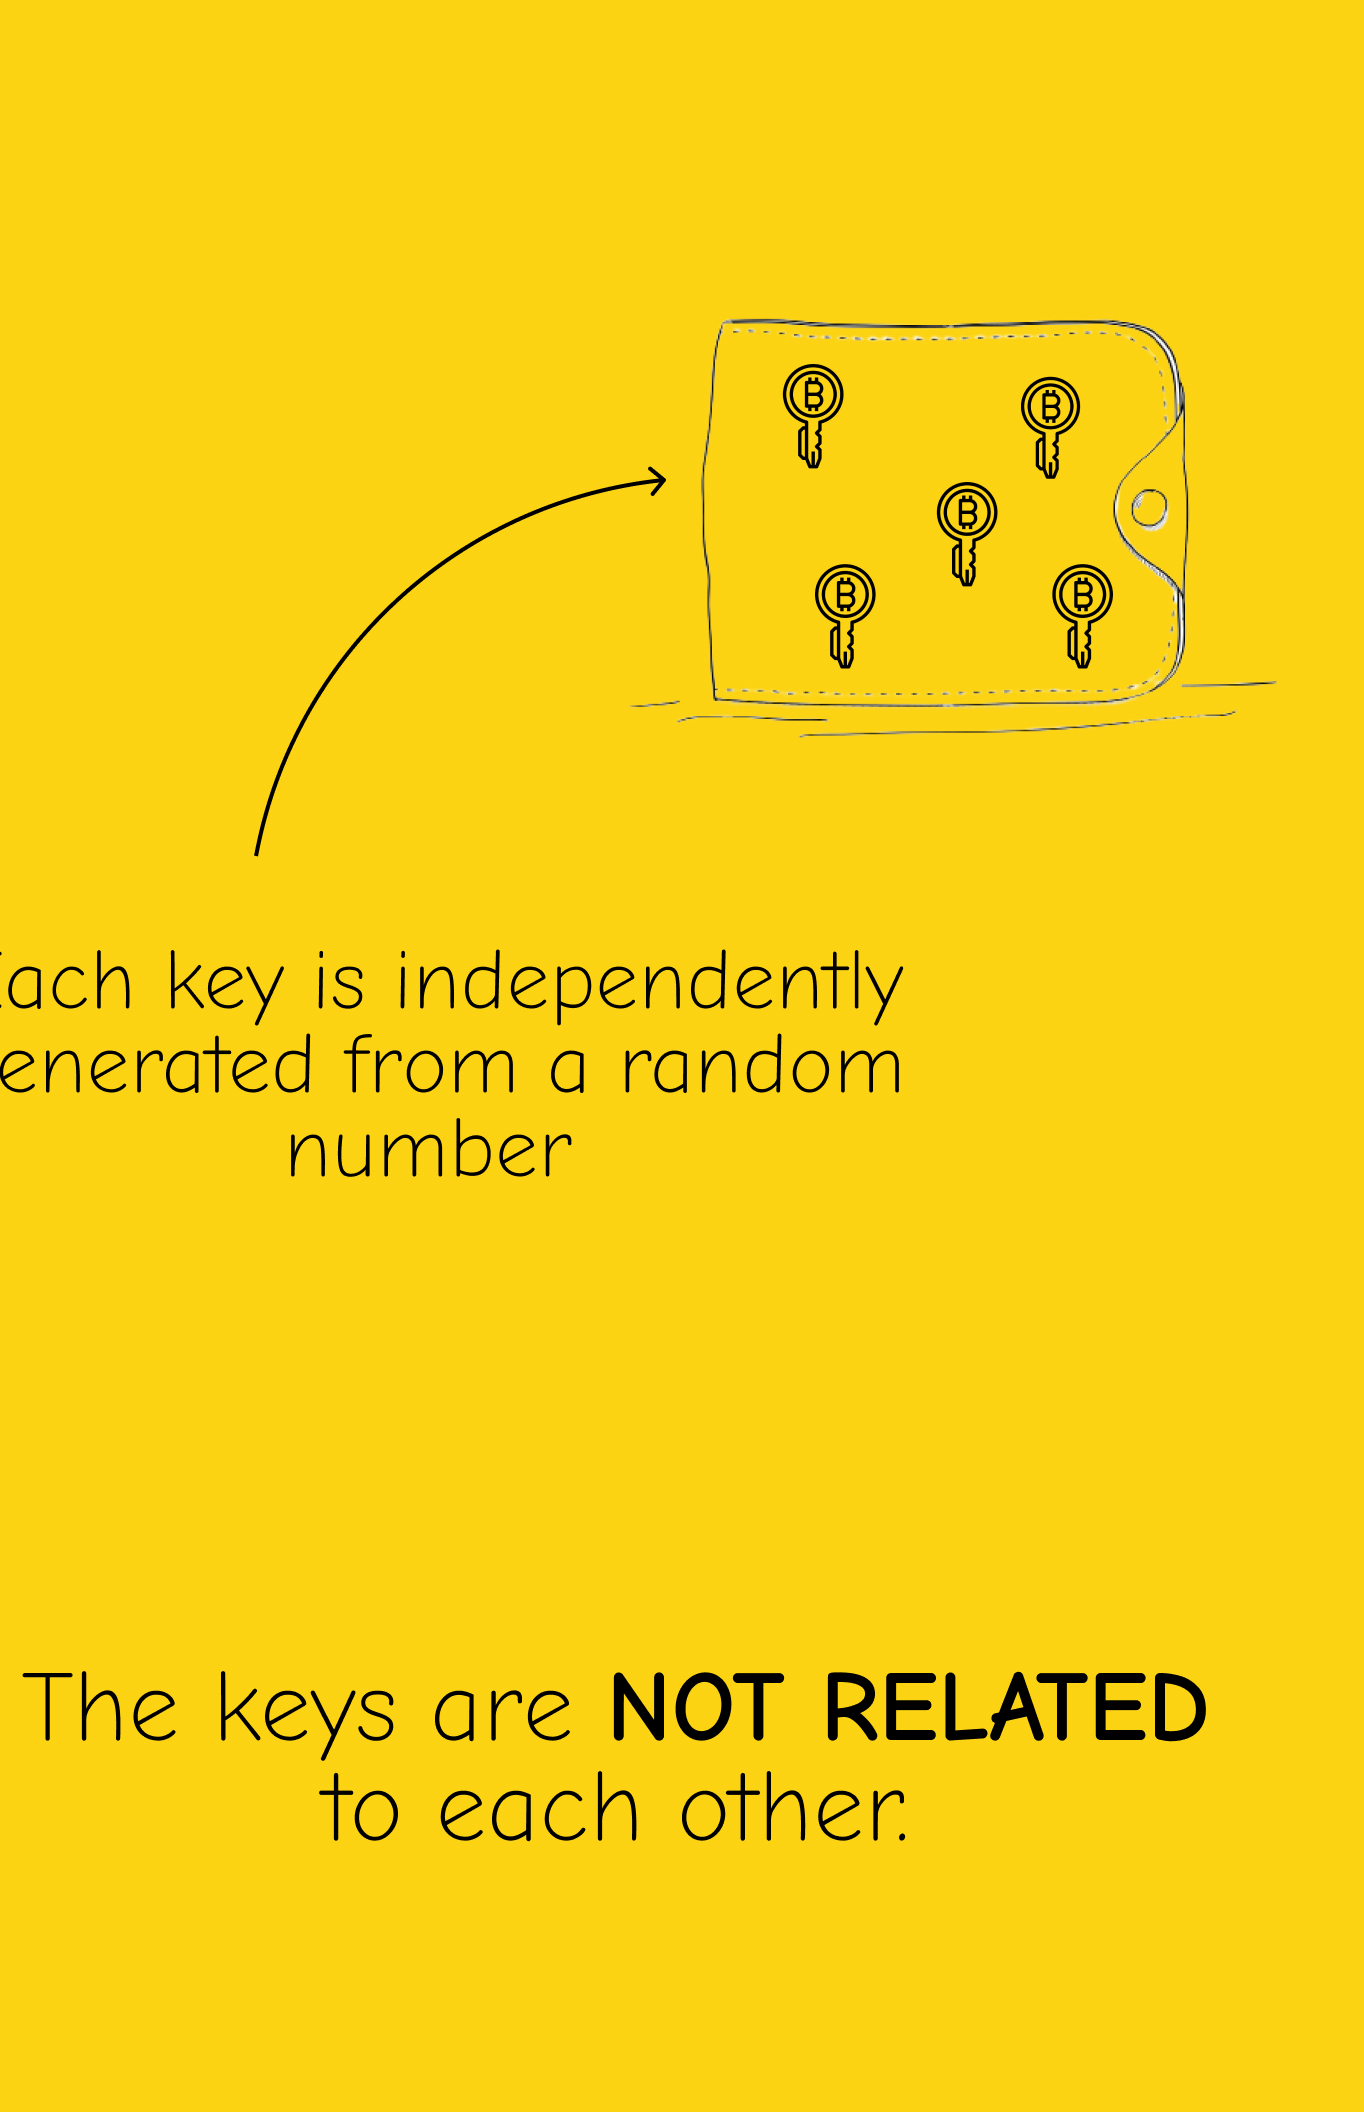 ach key is independently
enerated from a random
number
The keys are NOT RELATED
to each other.